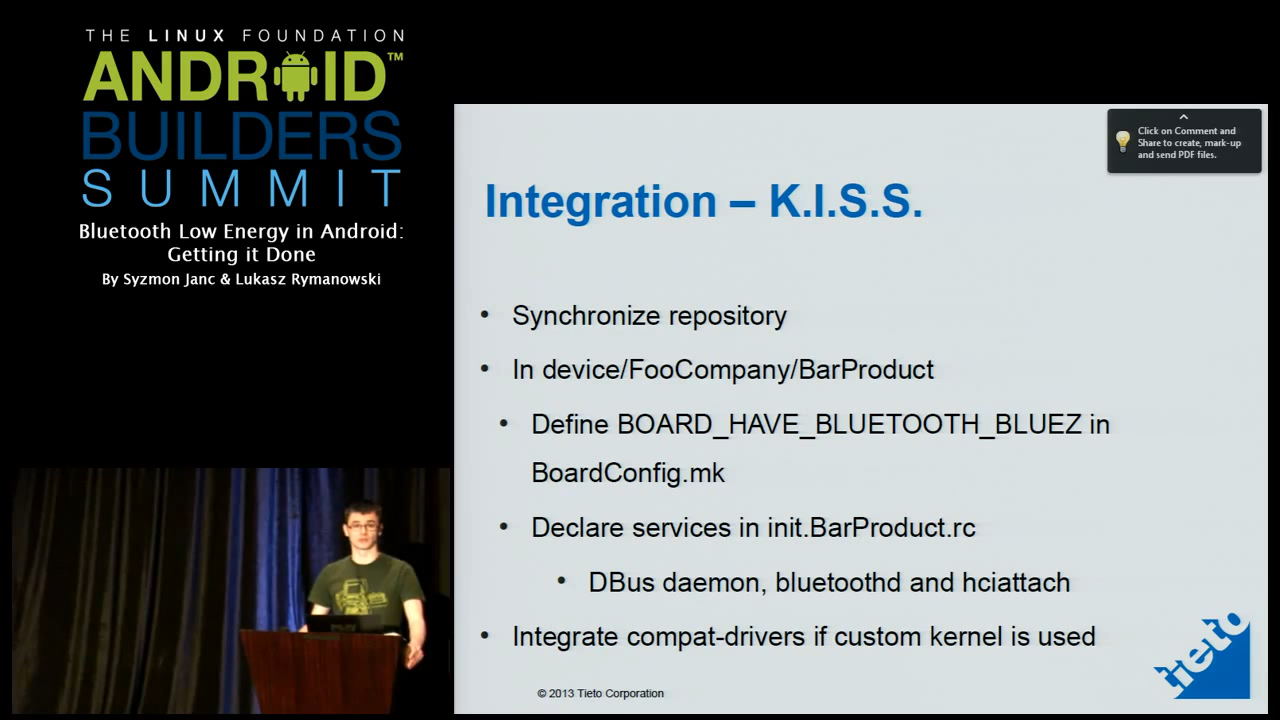 THE LINUX FOUNDATION
ANDROID™
BUILDERS
SUMMIT
Bluetooth Low Energy in Android:
Getting it Done
By Syzmon Janc & Lukasz Rymanowski
Click on Comment and
Share to create, mark-up
and send PDF files.
Integration – K.I.S.S.
• Synchronize repository
• In device/FooCompany/BarProduct
• Define BOARD_HAVE_BLUETOOTH_BLUEZ in
BoardConfig.mk
• Declare services in init.BarProduct.rc
• DBus daemon, bluetoothd and hciattach
• Integrate compat-drivers if custom kernel is used
© 2013 Tieto Corporation
tieto